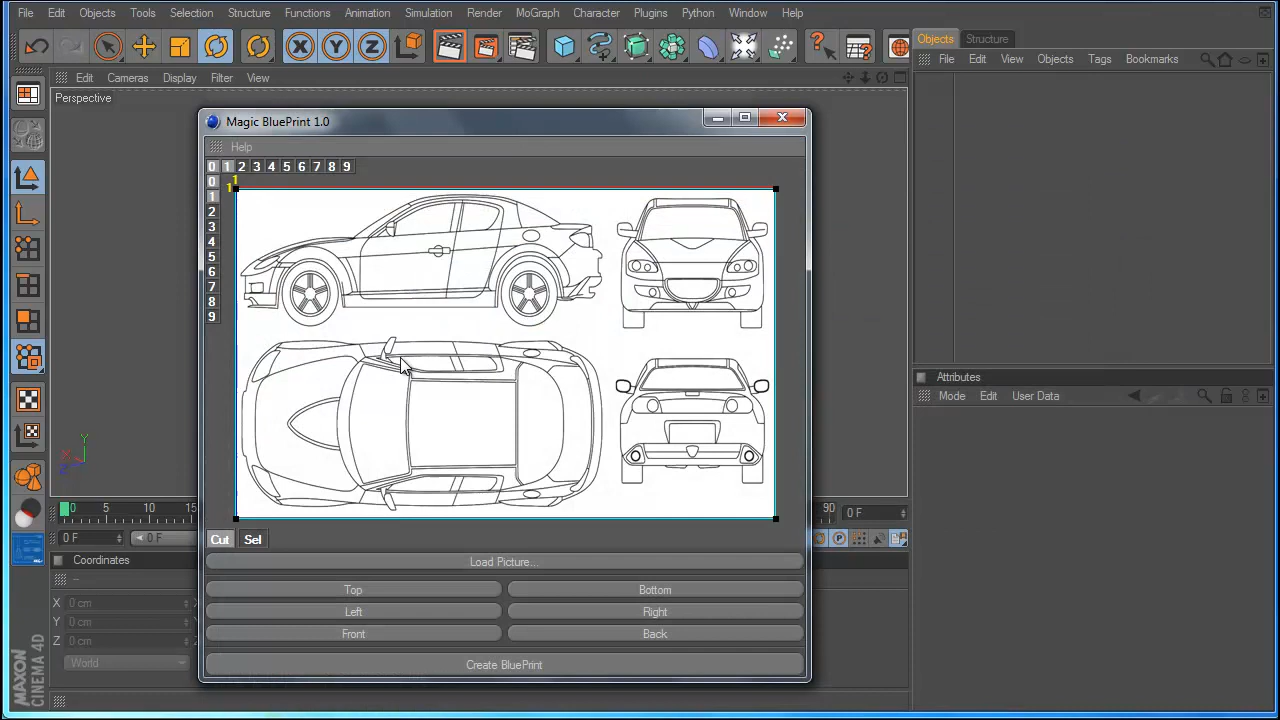 File Edit Objects Tools Selection Structure Functions Animation Simulation Render MoGraph Character Plugins Python Window Help
Objects Structure
File Edit View Objects Tags Bookmarks
Edit Cameras Display Filter View
Perspective
X Y Z
Magic BluePrint 1.0
Help
0 1 2 3 4 5 6 7 8 9
1
0 1
1
2
3
4
5
6
7
8
9
Cut Sel
Load Picture...
Top Bottom
Left Right
Front Back
Create BluePrint
Attributes
Mode Edit User Data
Y
X
Z
0 5 10 15 90 0 F
0 F 0 F
P
Coordinates
--
X 0 cm X
Y 0 cm Y
Z 0 cm Z
World
MAXON
CINEMA 4D